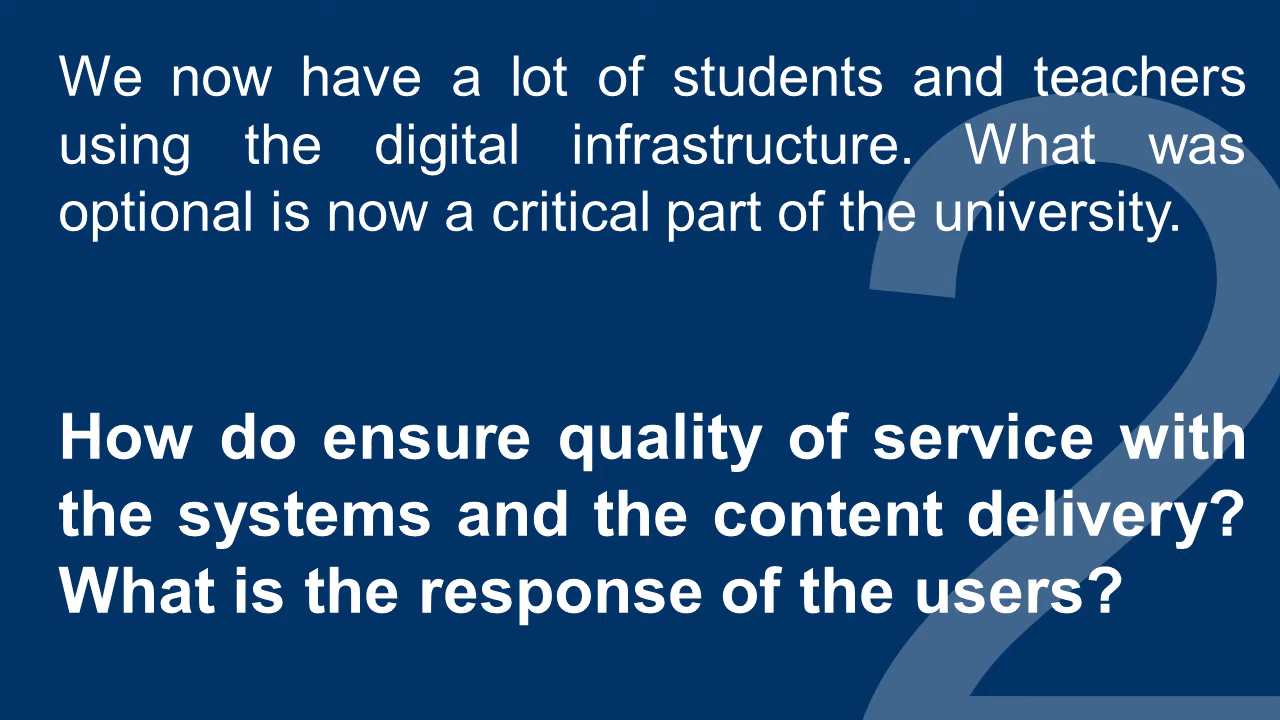 We now have a lot of students and teachers
using the digital infrastructure. What was
optional is now a critical part of the university.
How do ensure quality of service with
the systems and the content delivery?
What is the response of the users?
2